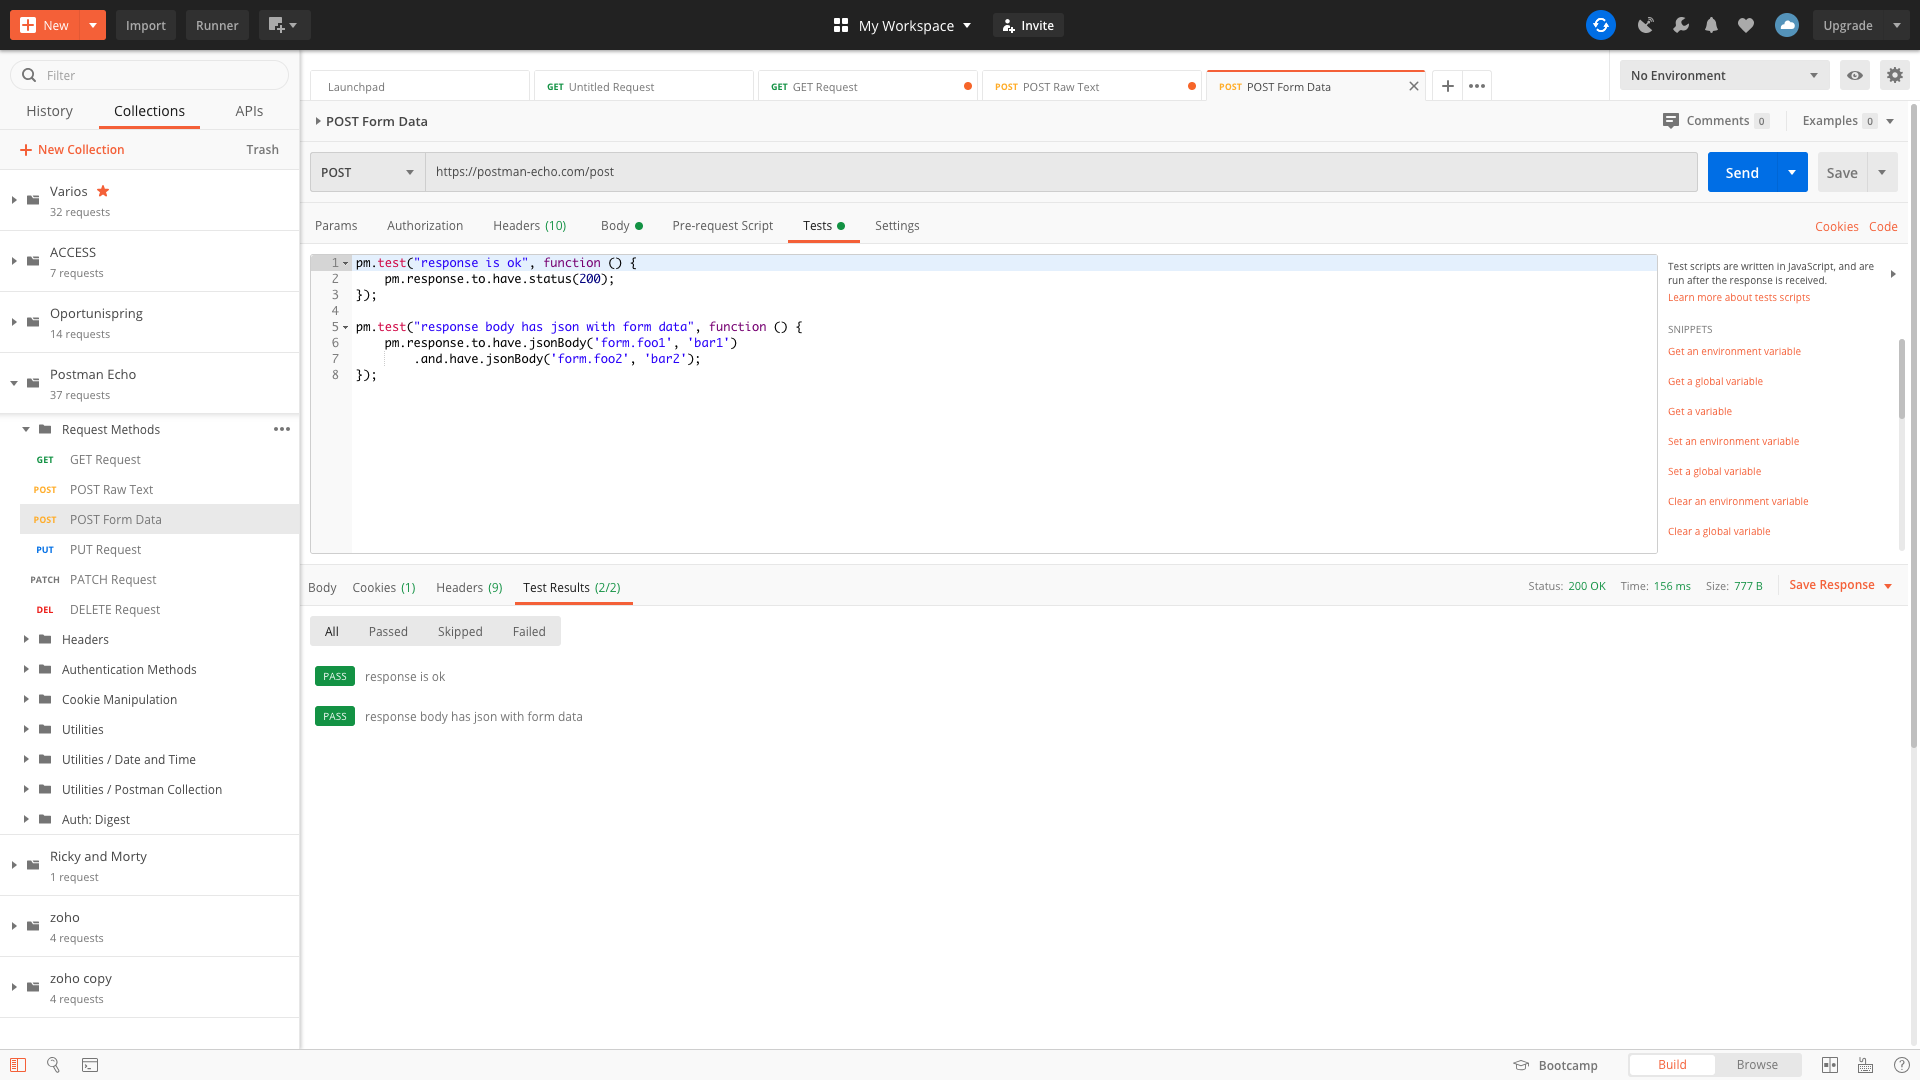 New Import Runner My Workspace Invite Upgrade
Filter
History Collections APIs
New Collection Trash
Varios
32 requests
ACCESS
7 requests
Oportunispring
14 requests
Postman Echo
37 requests
Request Methods
GET GET Request
POST POST Raw Text
POST POST Form Data
PUT PUT Request
PATCH PATCH Request
DEL DELETE Request
Headers
Authentication Methods
Cookie Manipulation
Utilities
Utilities / Date and Time
Utilities / Postman Collection
Auth: Digest
Ricky and Morty
1 request
zoho
4 requests
zoho copy
4 requests
Launchpad GET Untitled Request GET GET Request POST POST Raw Text POST POST Form Data No Environment
POST Form Data Comments 0 Examples 0
POST https://postman-echo.com/post Send Save
Params Authorization Headers (10) Body Pre-request Script Tests Settings Cookies Code
1 pm.test("response is ok", function () {
2 pm.response.to.have.status(200);
3 });
4
5 pm.test("response body has json with form data", function () {
6 pm.response.to.have.jsonBody('form.foo1', 'bar1')
7 .and.have.jsonBody('form.foo2', 'bar2');
8 });
Test scripts are written in JavaScript, and are
run after the response is received.
Learn more about tests scripts
SNIPPETS
Get an environment variable
Get a global variable
Get a variable
Set an environment variable
Set a global variable
Clear an environment variable
Clear a global variable
Body Cookies (1) Headers (9) Test Results (2/2) Status: 200 OK Time: 156 ms Size: 777 B Save Response
All Passed Skipped Failed
PASS response is ok
PASS response body has json with form data
Bootcamp Build Browse